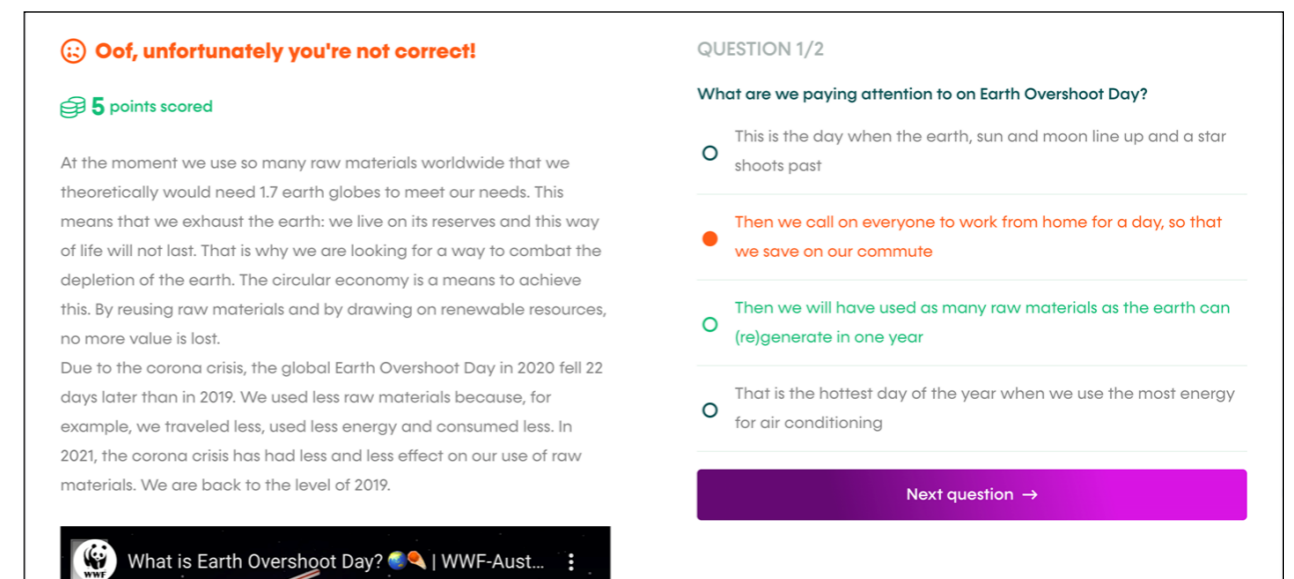 Oof, unfortunately you're not correct!
5 points scored
At the moment we use so many raw materials worldwide that we
theoretically would need 1.7 earth globes to meet our needs. This
means that we exhaust the earth: we live on its reserves and this way
of life will not last. That is why we are looking for a way to combat the
depletion of the earth. The circular economy is a means to achieve
this. By reusing raw materials and by drawing on renewable resources,
no more value is lost.
Due to the corona crisis, the global Earth Overshoot Day in 2020 fell 22
days later than in 2019. We used less raw materials because, for
example, we traveled less, used less energy and consumed less. In
2021, the corona crisis has had less and less effect on our use of raw
materials. We are back to the level of 2019.
WWF
What is Earth Overshoot Day? 🌏☄️ | WWF-Aust...
QUESTION 1/2
What are we paying attention to on Earth Overshoot Day?
This is the day when the earth, sun and moon line up and a star
shoots past
Then we call on everyone to work from home for a day, so that
we save on our commute
Then we will have used as many raw materials as the earth can
(re)generate in one year
That is the hottest day of the year when we use the most energy
for air conditioning
Next question →